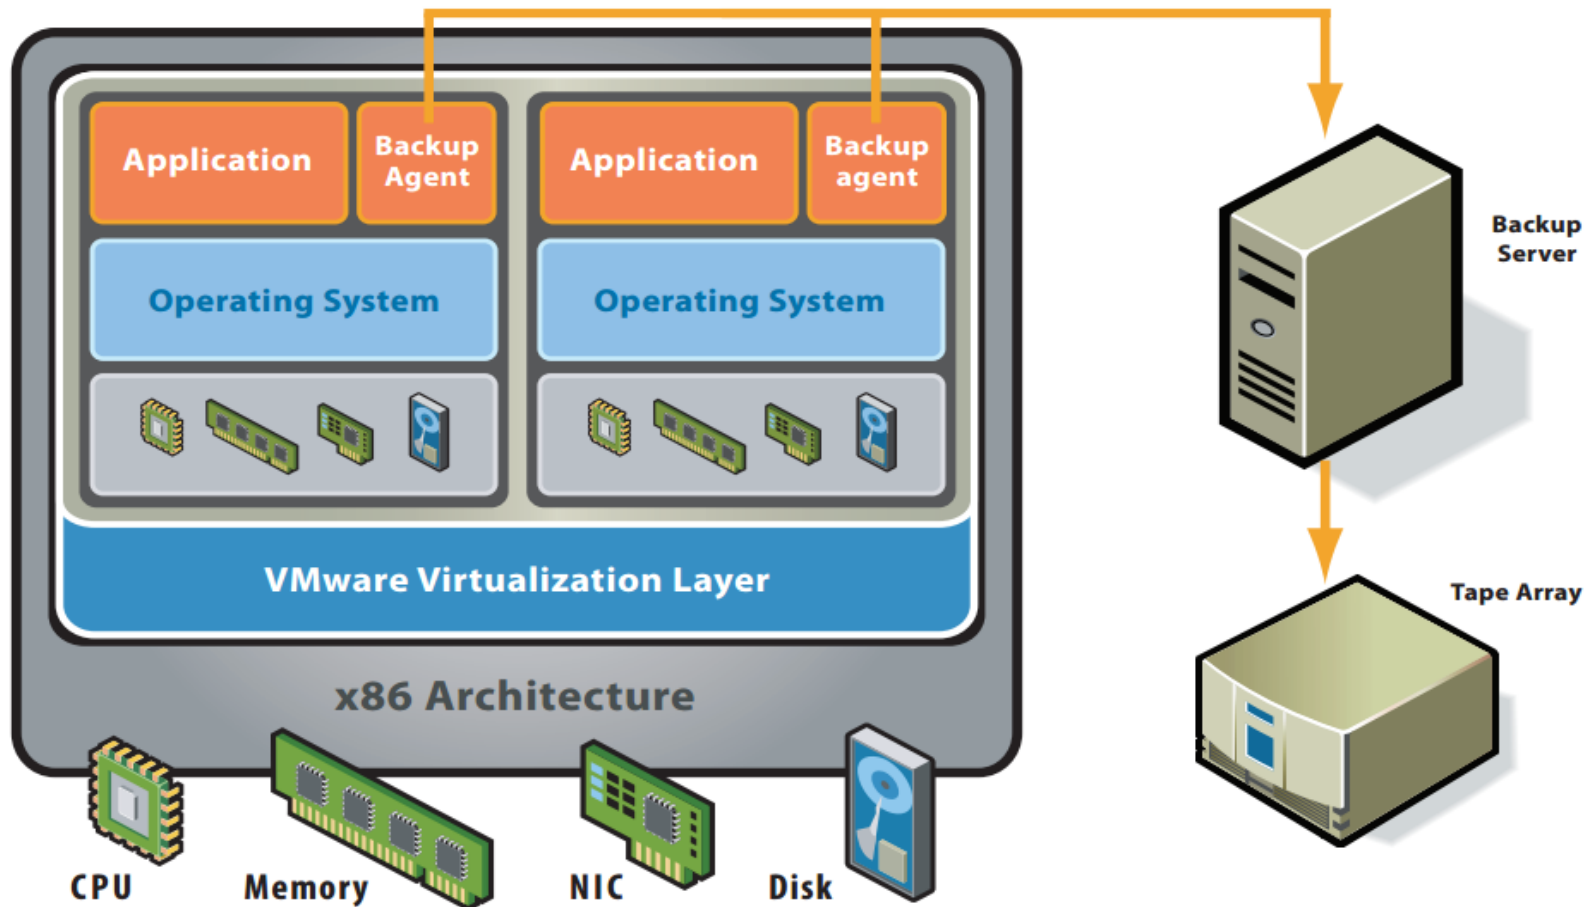 Application
Backup
Agent
Application
Backup
agent
Operating System
Operating System
VMware Virtualization Layer
x86 Architecture
CPU
Memory
NIC
Disk
Backup
Server
Tape Array